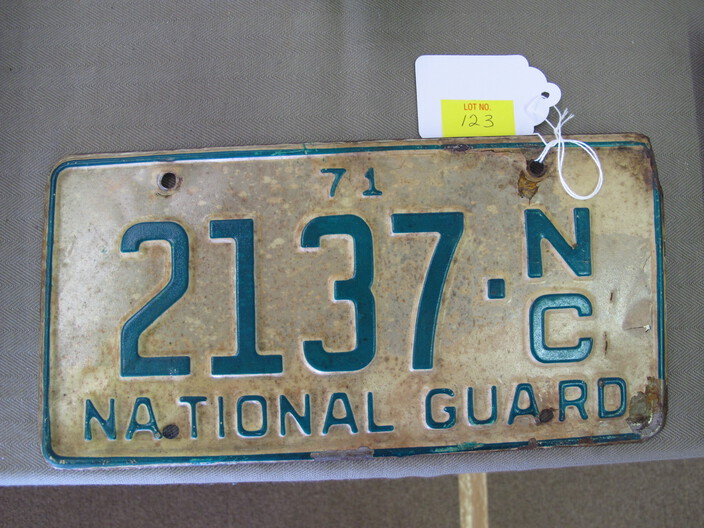 LOT NO.
123
71
2137·NC
NATIONAL GUARD